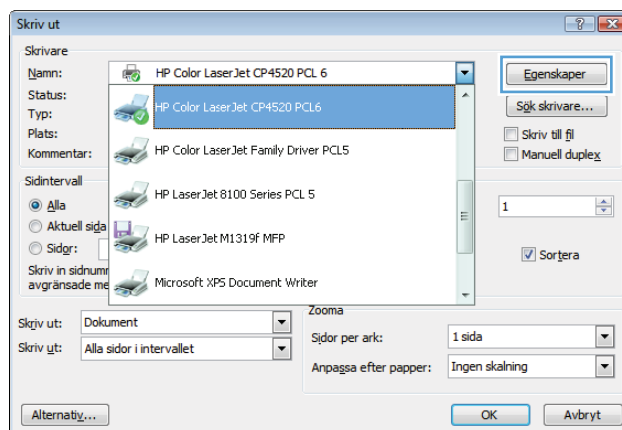 Skriv ut
Skrivare
Namn: HP Color LaserJet CP4520 PCL 6 Egenskaper
Status: HP Color LaserJet CP4520 PCL6 Sök skrivare...
Typ:
Plats: Skriv till fil
Kommentar: HP Color LaserJet Family Driver PCL5 Manuell duplex
Sidintervall
HP LaserJet 8100 Series PCL 5
Alla 1
Aktuell sida
HP LaserJet M1319f MFP
Sidor: Sortera
Skriv in sidnumr
avgränsade me Microsoft XPS Document Writer
Zooma
Skriv ut: Dokument Sidor per ark: 1 sida
Skriv ut: Alla sidor i intervallet Anpassa efter papper: Ingen skalning
Alternativ... OK Avbryt